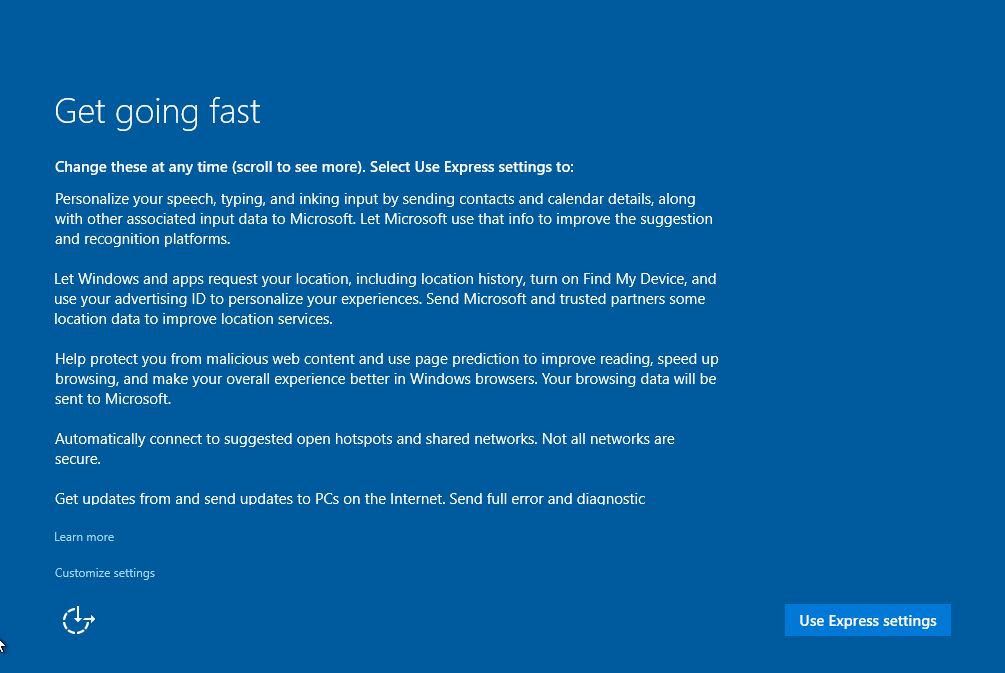 Get going fast
Change these at any time (scroll to see more). Select Use Express settings to:
Personalize your speech, typing, and inking input by sending contacts and calendar details, along
with other associated input data to Microsoft. Let Microsoft use that info to improve the suggestion
and recognition platforms.
Let Windows and apps request your location, including location history, turn on Find My Device, and
use your advertising ID to personalize your experiences. Send Microsoft and trusted partners some
location data to improve location services.
Help protect you from malicious web content and use page prediction to improve reading, speed up
browsing, and make your overall experience better in Windows browsers. Your browsing data will be
sent to Microsoft.
Automatically connect to suggested open hotspots and shared networks. Not all networks are
secure.
Get updates from and send updates to PCs on the Internet. Send full error and diagnostic
Learn more
Customize settings
Use Express settings